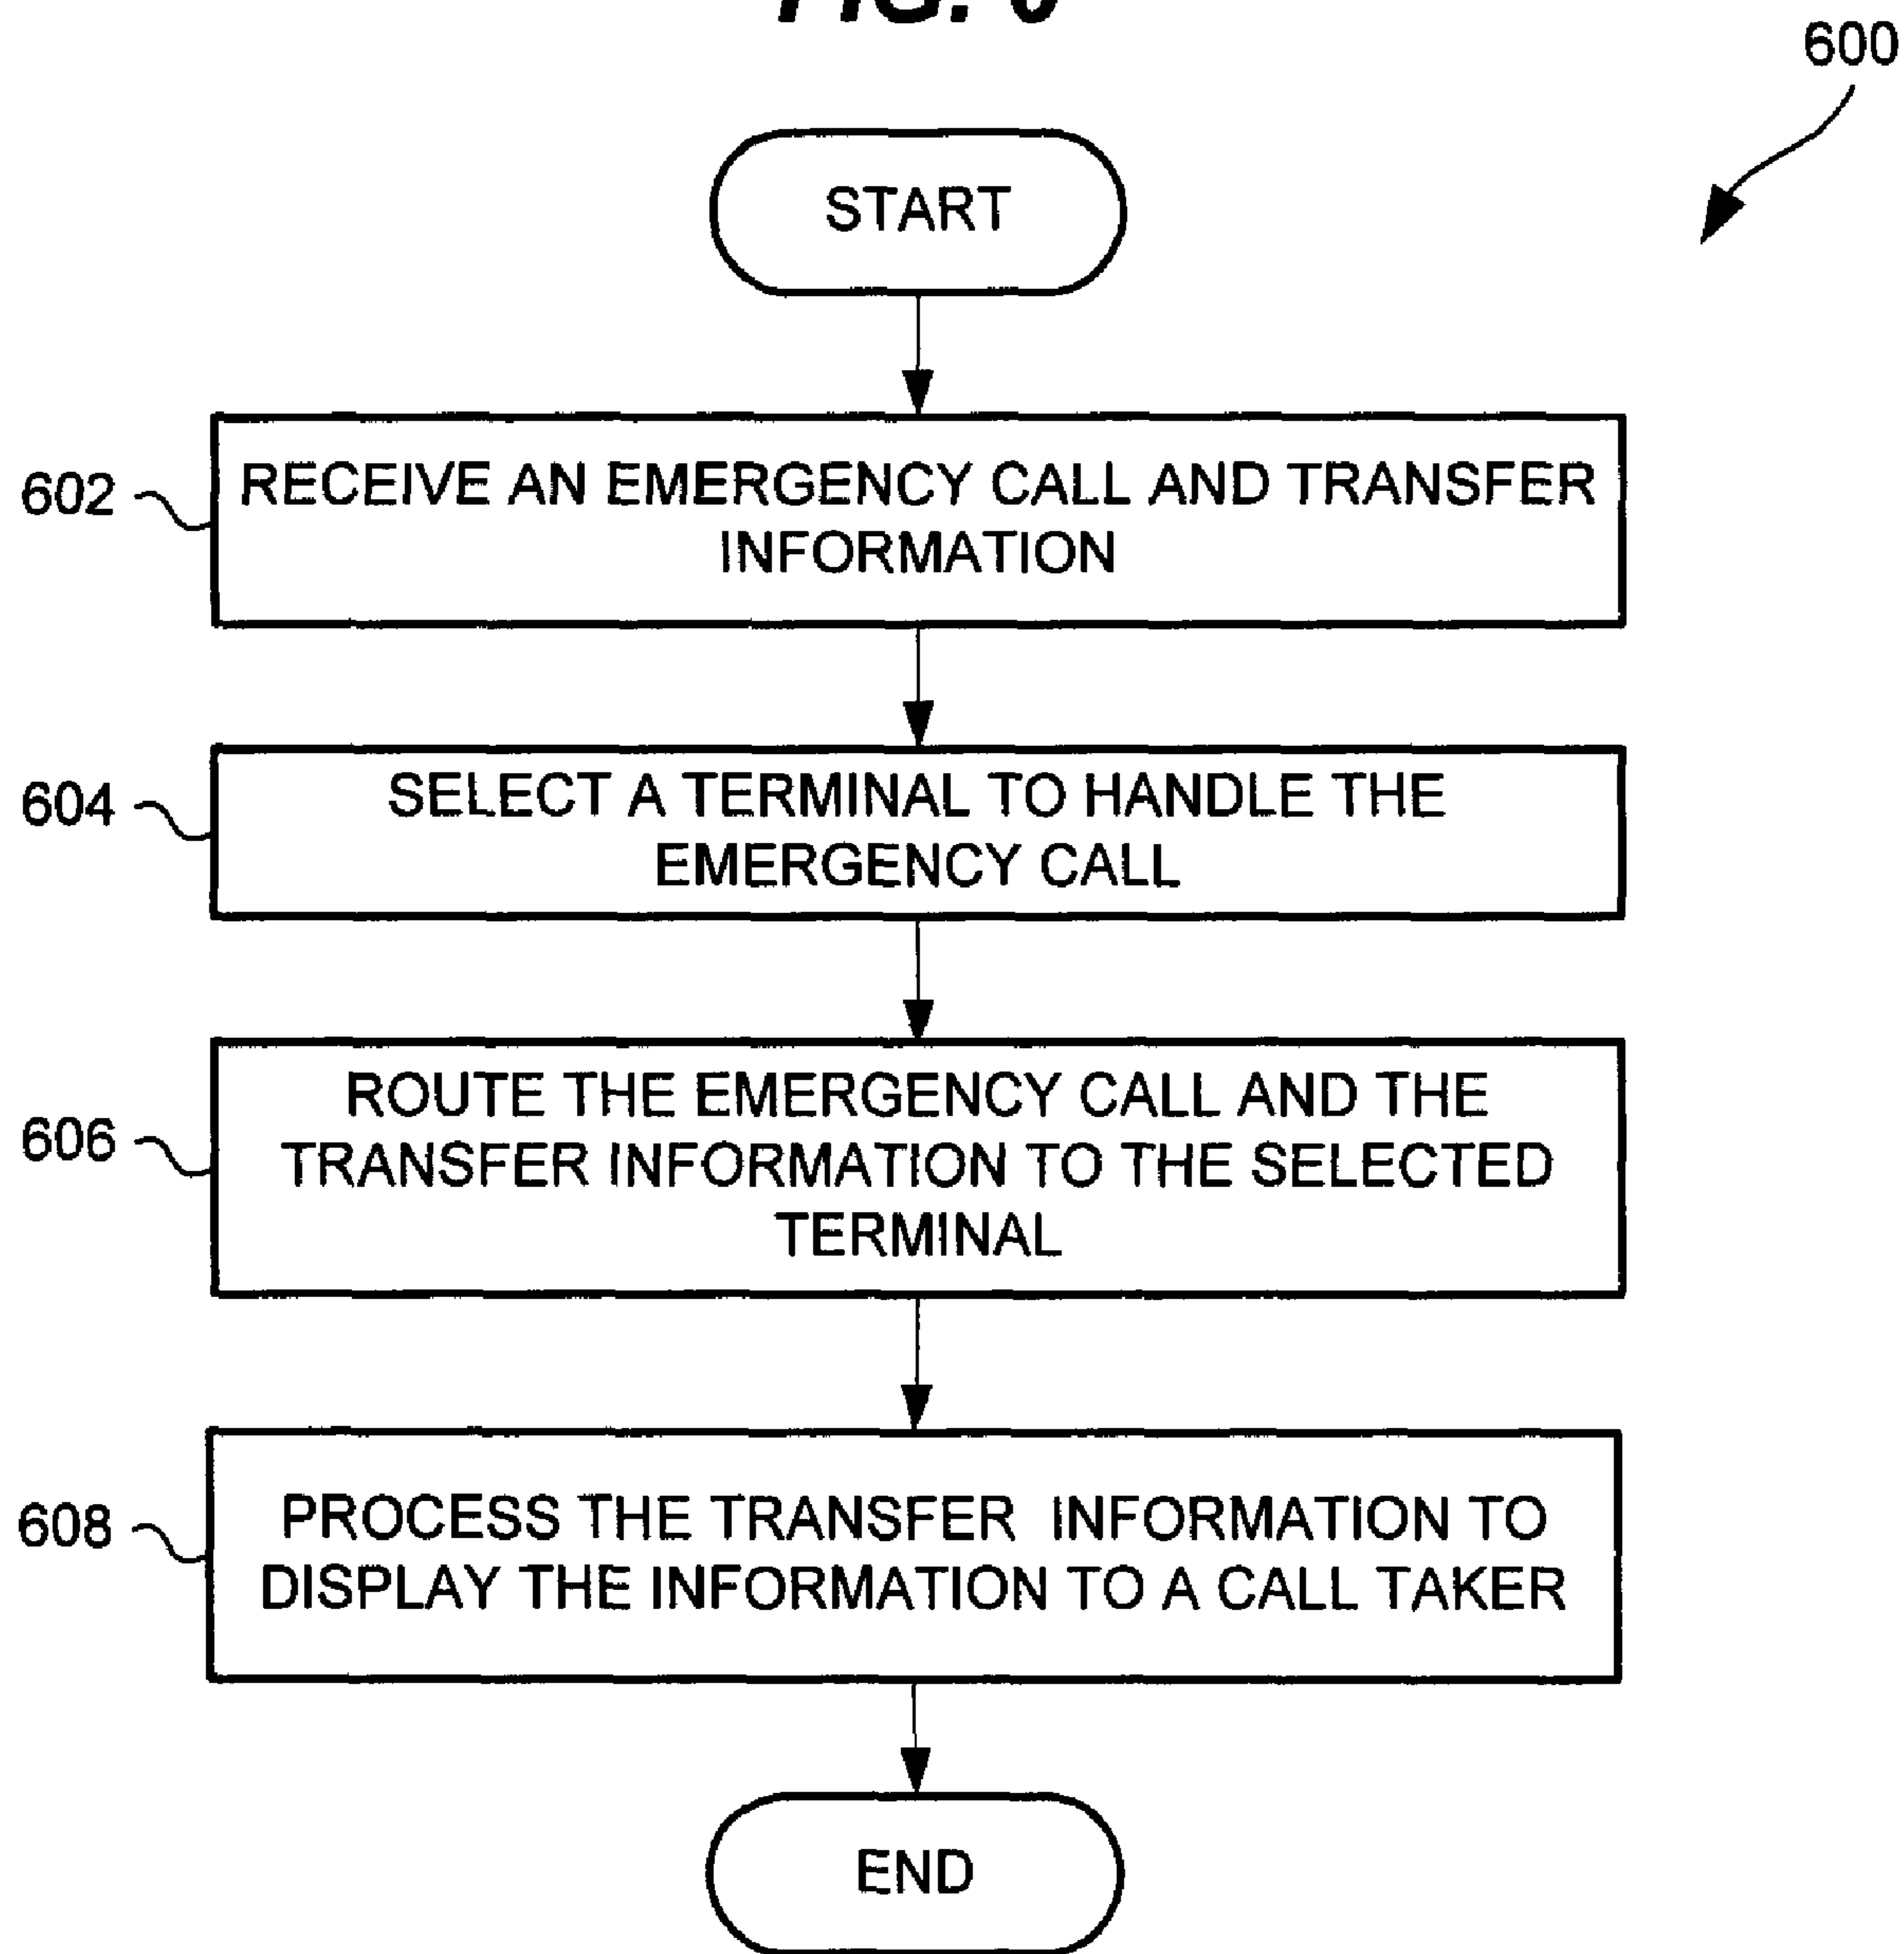 600
START
602
RECEIVE AN EMERGENCY CALL AND TRANSFER
INFORMATION
604
SELECT A TERMINAL TO HANDLE THE
EMERGENCY CALL
606
ROUTE THE EMERGENCY CALL AND THE
TRANSFER INFORMATION TO THE SELECTED
TERMINAL
608
PROCESS THE TRANSFER INFORMATION TO
DISPLAY THE INFORMATION TO A CALL TAKER
END